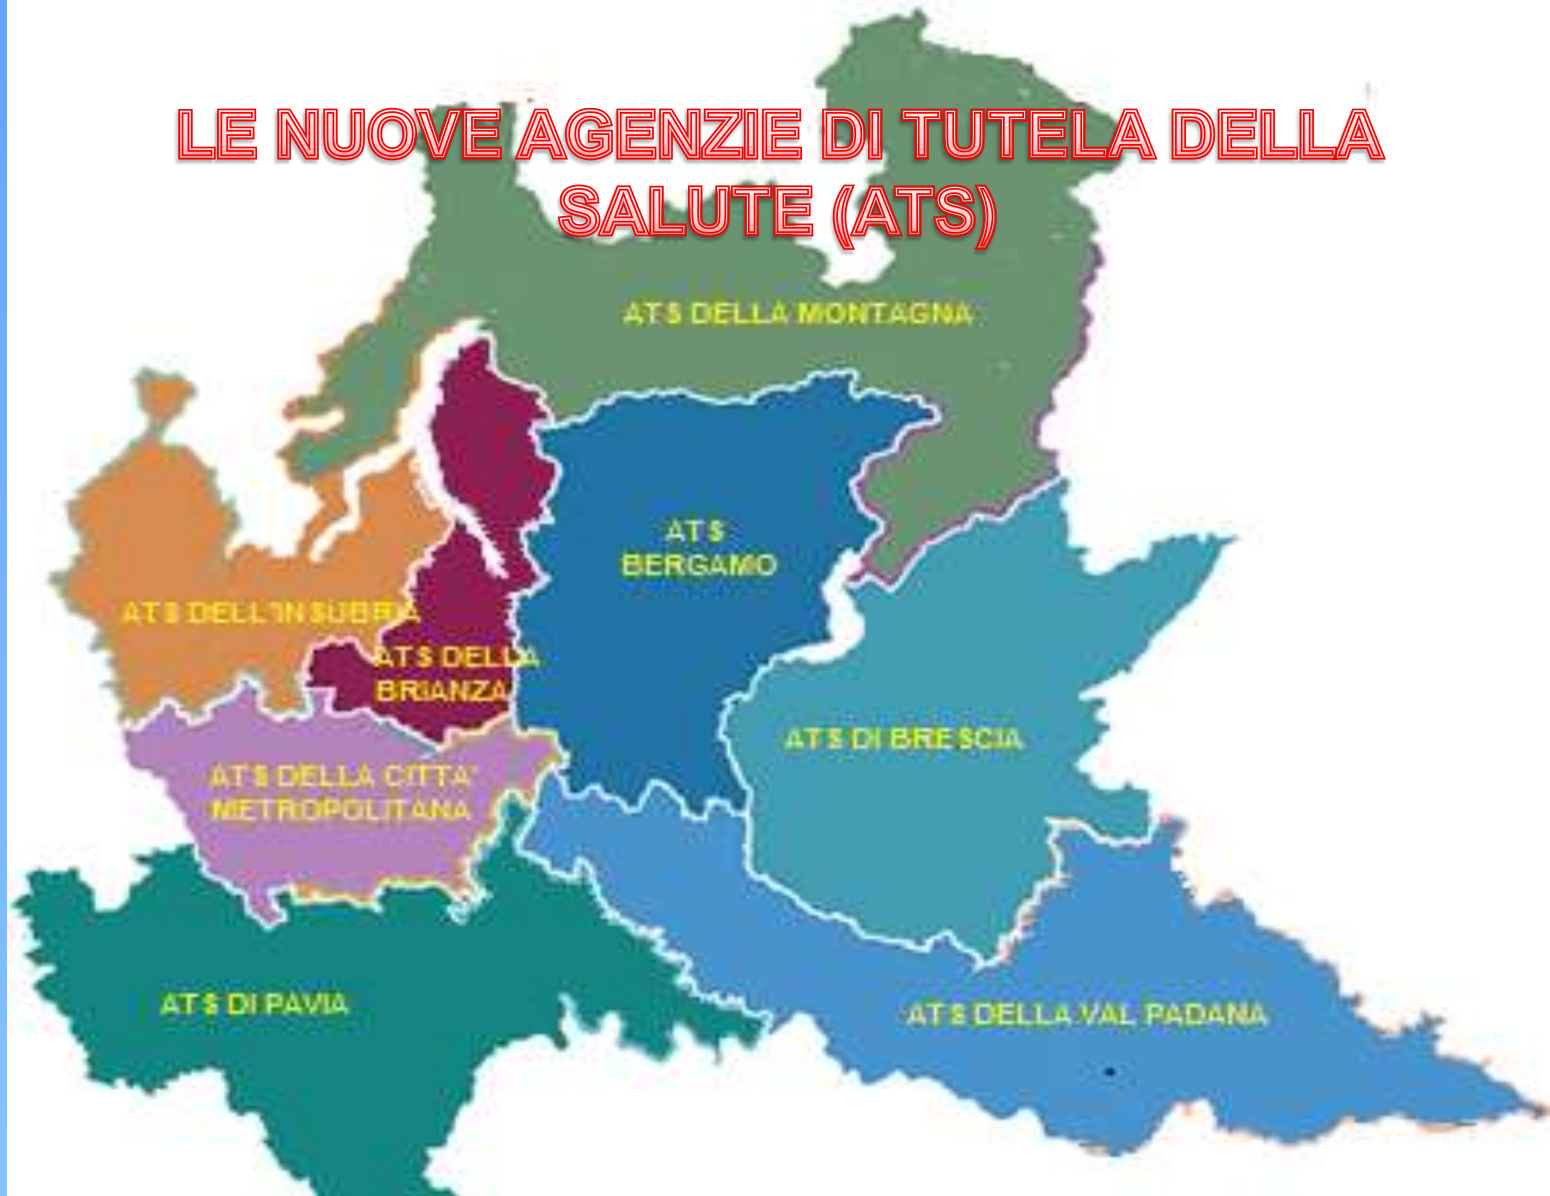 LE NUOVE AGENZIE DI TUTELA DELLA
SALUTE (ATS)
ATS DELLA MONTAGNA
ATS
BERGAMO
ATS DELL'INSUBRIA
ATS DELLA
BRIANZA
ATS DI BRESCIA
ATS DELLA CITTA'
METROPOLITANA
ATS DI PAVIA
ATS DELLA VAL PADANA